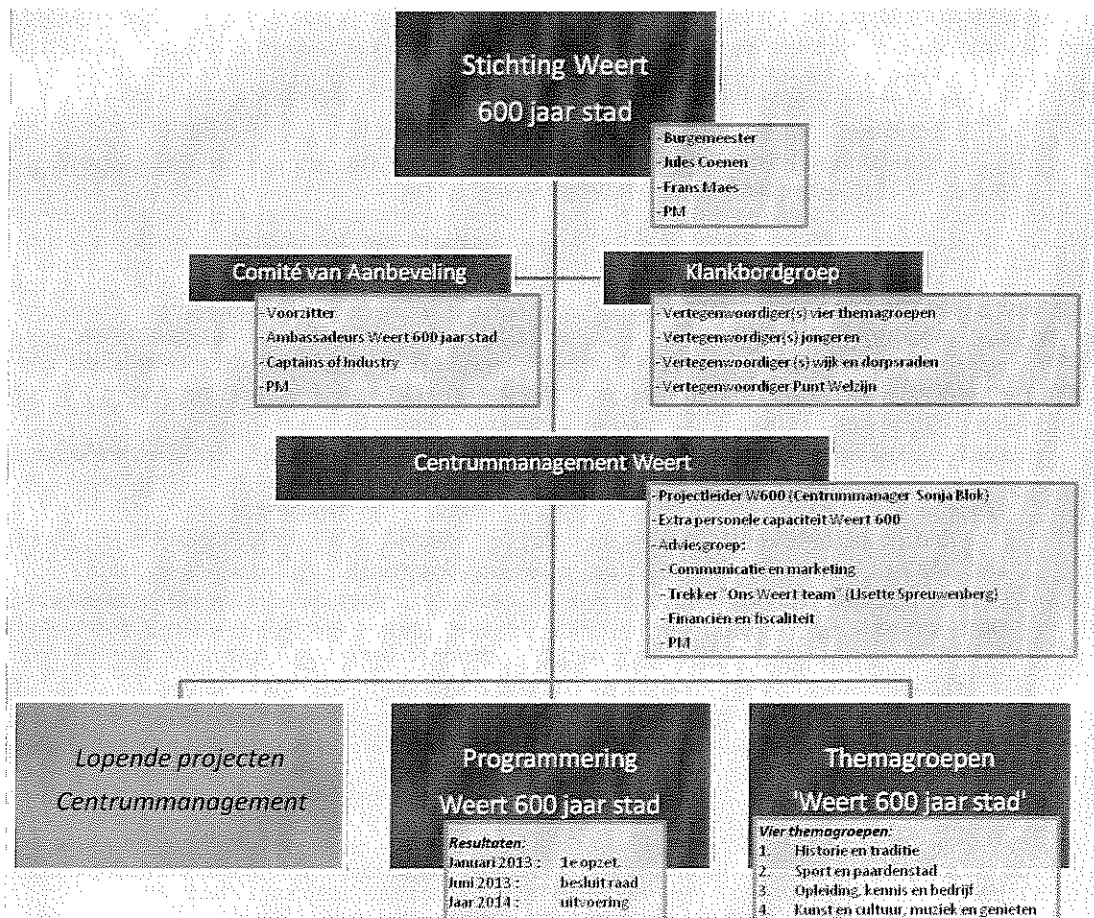 Stichting Weert
600 jaar stad
- Burgemeester
- Jules Coenen
- Frans Maes
- PM
Comité van Aanbeveling
- Voorzitter
- Ambassadeurs Weert 600 jaar stad
- Captains of Industry
- PM
Klankbordgroep
- Vertegenwoordiger(s) vier themagroepen
- Vertegenwoordiger(s) jongeren
- Vertegenwoordiger(s) wijk en dorpsraden
- Vertegenwoordiger Punt Welzijn
Centrummanagement Weert
- Projectleider W600 (Centrummanager Sonja Blok)
- Extra personele capaciteit Weert 600
- Adviesgroep:
- Communicatie en marketing
- Trekker "Ons Weert team" (Lisette Spreuwenberg)
- Financiën en fiscaliteit
- PM
Lopende projecten
Centrummanagement
Programmering
Weert 600 jaar stad
Resultaten:
Januari 2013 : 1e opzet.
Juni 2013 : besluit raad
Jaar 2014 : uitvoering
Themagroepen
'Weert 600 jaar stad'
Vier themagroepen:
1. Historie en traditie
2. Sport en paardenstad
3. Opleiding, kennis en bedrijf
4. Kunst en cultuur, muziek en genieten